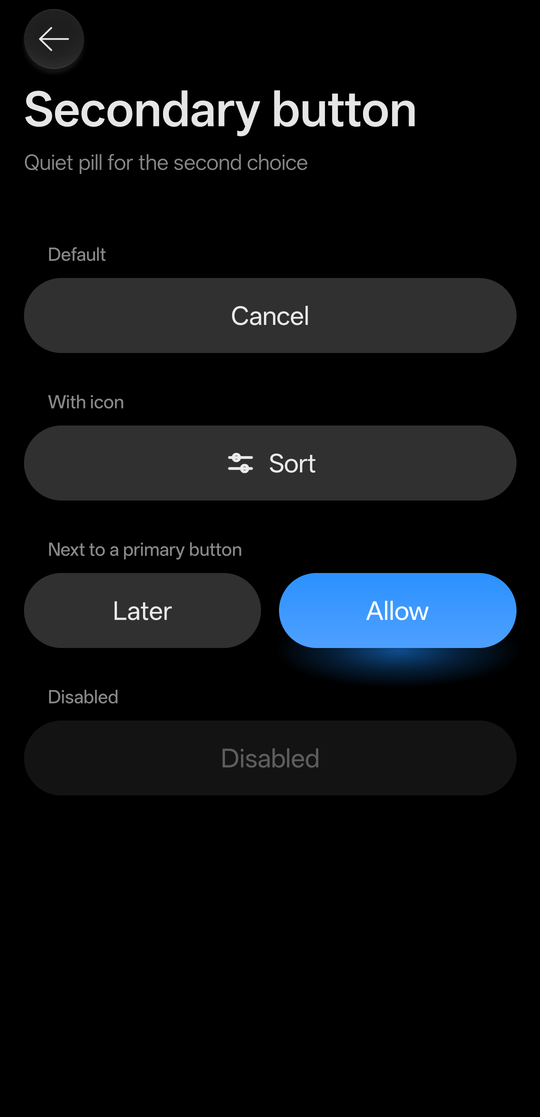 Secondary button
Quiet pill for the second choice
Default
Cancel
With icon
Sort
Next to a primary button
Later
Allow
Disabled
Disabled